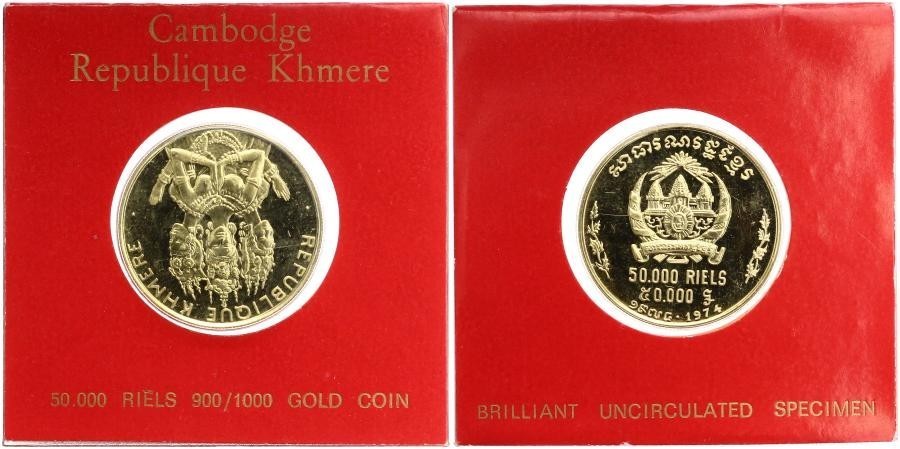 Cambodge
Republique Khmere
REPUBLIQUE KHMERE
50.000 RIELS 900/1000 GOLD COIN
សាធារណរដ្ឋខ្មែរ
50.000 RIELS
៥០.០០០ ៛
១៩៧៤ · 1974
BRILLIANT UNCIRCULATED SPECIMEN